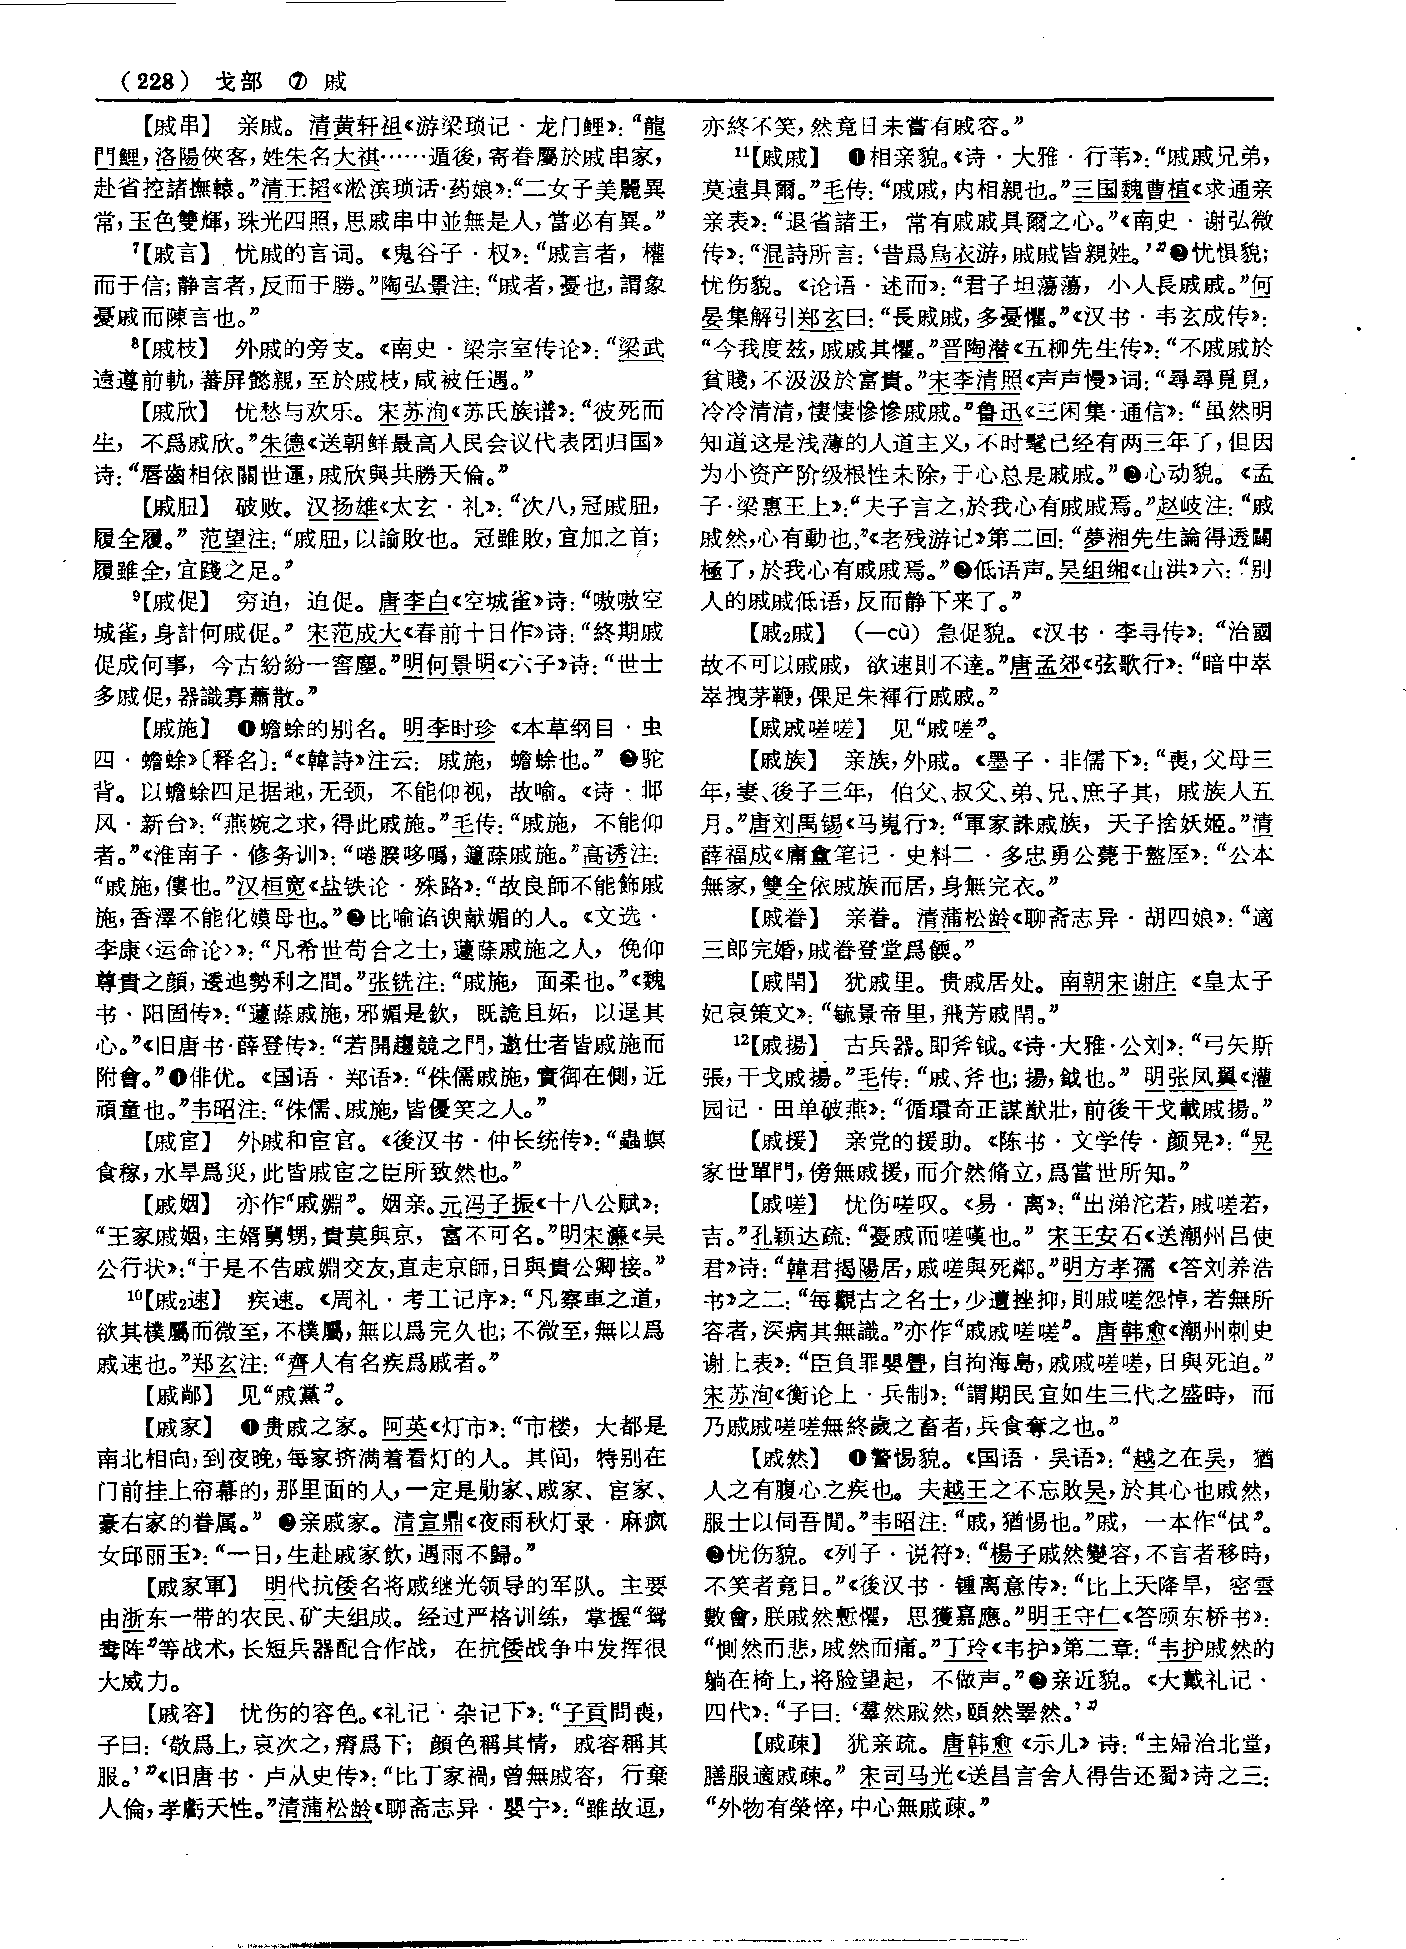 （228） 戈部 ⑦ 戚
【戚串】 亲戚。清黄轩祖《游梁琐记·龙门鲤》：“龍
門鯉，洛陽俠客，姓朱名大祺……遁後，寄眷屬於戚串家，
赴省控諸撫轅。”清王韬《淞滨琐话·药娘》：“二女子美麗異
常，玉色雙輝，珠光四照，思戚串中並無是人，當必有異。”
7【戚言】 忧戚的言词。《鬼谷子·权》：“戚言者，權
而于信；静言者，反而于勝。”陶弘景注：“戚者，憂也，謂象
憂戚而陳言也。”
8【戚枝】 外戚的旁支。《南史·梁宗室传论》：“梁武
遠遵前軌，蕃屏懿親，至於戚枝，咸被任遇。”
【戚欣】 忧愁与欢乐。宋苏洵《苏氏族谱》：“彼死而
生，不爲戚欣。”朱德《送朝鲜最高人民会议代表团归国》
诗：“唇齒相依關世運，戚欣與共勝天倫。”
【戚䏔】 破败。汉扬雄《太玄·礼》：“次八，冠戚䏔，
履全履。”范望注：“戚䏔，以諭敗也。冠雖敗，宜加之首；
履雖全，宜踐之足。”
9【戚促】 穷迫，迫促。唐李白《空城雀》诗：“嗷嗷空
城雀，身計何戚促。”宋范成大《春前十日作》诗：“終期戚
促成何事，今古紛紛一窖塵。”明何景明《六子》诗：“世士
多戚促，器識寡蕭散。”
【戚施】 ❶蟾蜍的别名。明李时珍《本草纲目·虫
四·蟾蜍》〔释名〕：“《韓詩》注云：戚施，蟾蜍也。”❷驼
背。以蟾蜍四足据地，无颈，不能仰视，故喻。《诗·邶
风·新台》：“燕婉之求，得此戚施。”毛传：“戚施，不能仰
者。”《淮南子·修务训》：“啳睽哆噅，籧蒢戚施。”高诱注：
“戚施，僂也。”汉桓宽《盐铁论·殊路》：“故良師不能飾戚
施，香澤不能化嫫母也。”❸比喻谄谀献媚的人。《文选·
李康〈运命论〉》：“凡希世苟合之士，蘧蒢戚施之人，俛仰
尊貴之顔，逶迤勢利之間。”张铣注：“戚施，面柔也。”《魏
书·阳固传》：“蘧蒢戚施，邪媚是欽，既詭且妬，以逞其
心。”《旧唐书·薛登传》：“若開趨競之門，邀仕者皆戚施而
附會。”❹俳优。《国语·郑语》：“侏儒戚施，實御在側，近
頑童也。”韦昭注：“侏儒、戚施，皆優笑之人。”
【戚宦】 外戚和宦官。《後汉书·仲长统传》：“蟲螟
食稼，水旱爲災，此皆戚宦之臣所致然也。”
【戚姻】 亦作“戚婣”。姻亲。元冯子振《十八公赋》：
“王家戚姻，主婿舅甥，貴莫與京，富不可名。”明宋濂《吴
公行状》：“于是不告戚婣交友，直走京師，日與貴公卿接。”
10【戚2速】 疾速。《周礼·考工记序》：“凡察車之道，
欲其樸屬而微至，不樸屬，無以爲完久也；不微至，無以爲
戚速也。”郑玄注：“齊人有名疾爲戚者。”
【戚鄗】 见“戚黨”。
【戚家】 ❶贵戚之家。阿英《灯市》：“市楼，大都是
南北相向，到夜晚，每家挤满着看灯的人。其间，特别在
门前挂上帘幕的，那里面的人，一定是勋家、戚家、宦家、
豪右家的眷属。”❷亲戚家。清宣鼎《夜雨秋灯录·麻疯
女邱丽玉》：“一日，生赴戚家飲，遇雨不歸。”
【戚家軍】 明代抗倭名将戚继光领导的军队。主要
由浙东一带的农民、矿夫组成。经过严格训练，掌握“鸳
鸯阵”等战术，长短兵器配合作战，在抗倭战争中发挥很
大威力。
【戚容】 忧伤的容色。《礼记·杂记下》：“子貢問喪，
子曰：‘敬爲上，哀次之，瘠爲下；顔色稱其情，戚容稱其
服。’”《旧唐书·卢从史传》：“比丁家禍，曾無戚容，行棄
人倫，孝虧天性。”清蒲松龄《聊斋志异·婴宁》：“雖故逗，
亦終不笑，然竟日未嘗有戚容。”
11【戚戚】 ❶相亲貌。《诗·大雅·行苇》：“戚戚兄弟，
莫遠具爾。”毛传：“戚戚，内相親也。”三国魏曹植《求通亲
亲表》：“退省諸王，常有戚戚具爾之心。”《南史·谢弘微
传》：“混詩所言：‘昔爲烏衣游，戚戚皆親姓。’”❷忧惧貌；
忧伤貌。《论语·述而》：“君子坦蕩蕩，小人長戚戚。”何
晏集解引郑玄曰：“長戚戚，多憂懼。”《汉书·韦玄成传》：
“今我度兹，戚戚其懼。”晋陶潜《五柳先生传》：“不戚戚於
貧賤，不汲汲於富貴。”宋李清照《声声慢》词：“尋尋覓覓，
冷冷清清，悽悽慘慘戚戚。”鲁迅《三闲集·通信》：“虽然明
知道这是浅薄的人道主义，不时髦已经有两三年了，但因
为小资产阶级根性未除，于心总是戚戚。”❸心动貌。《孟
子·梁惠王上》：“夫子言之，於我心有戚戚焉。”赵岐注：“戚
戚然，心有動也。”《老残游记》第二回：“夢湘先生論得透闢
極了，於我心有戚戚焉。”❹低语声。吴组缃《山洪》六：“别
人的戚戚低语，反而静下来了。”
【戚2戚】 （—cù） 急促貌。《汉书·李寻传》：“治國
故不可以戚戚，欲速則不達。”唐孟郊《弦歌行》：“暗中崒
崒拽茅鞭，倮足朱褌行戚戚。”
【戚戚嗟嗟】 见“戚嗟”。
【戚族】 亲族，外戚。《墨子·非儒下》：“喪，父母三
年，妻、後子三年，伯父、叔父、弟、兄、庶子其，戚族人五
月。”唐刘禹锡《马嵬行》：“軍家誅戚族，天子捨妖姬。”清
薛福成《庸盦笔记·史料二·多忠勇公薨于盩厔》：“公本
無家，雙全依戚族而居，身無完衣。”
【戚眷】 亲眷。清蒲松龄《聊斋志异·胡四娘》：“適
三郎完婚，戚眷登堂爲餪。”
【戚閈】 犹戚里。贵戚居处。南朝宋谢庄《皇太子
妃哀策文》：“毓景帝里，飛芳戚閈。”
12【戚揚】 古兵器。即斧钺。《诗·大雅·公刘》：“弓矢斯
張，干戈戚揚。”毛传：“戚、斧也；揚，鉞也。”明张凤翼《灌
园记·田单破燕》：“循環奇正謀猷壯，前後干戈載戚揚。”
【戚援】 亲党的援助。《陈书·文学传·颜晃》：“晃
家世單門，傍無戚援，而介然脩立，爲當世所知。”
【戚嗟】 忧伤嗟叹。《易·离》：“出涕沱若，戚嗟若，
吉。”孔颖达疏：“憂戚而嗟嘆也。”宋王安石《送潮州吕使
君》诗：“韓君揭陽居，戚嗟與死鄰。”明方孝孺《答刘养浩
书》之二：“每觀古之名士，少遭挫抑，則戚嗟怨悼，若無所
容者，深病其無識。”亦作“戚戚嗟嗟”。唐韩愈《潮州刺史
谢上表》：“臣負罪嬰舋，自拘海島，戚戚嗟嗟，日與死迫。”
宋苏洵《衡论上·兵制》：“謂期民宜如生三代之盛時，而
乃戚戚嗟嗟無終歲之畜者，兵食奪之也。”
【戚然】 ❶警惕貌。《国语·吴语》：“越之在吴，猶
人之有腹心之疾也。夫越王之不忘敗吴，於其心也戚然，
服士以伺吾閒。”韦昭注：“戚，猶惕也。”戚，一本作“侙”。
❷忧伤貌。《列子·说符》：“楊子戚然變容，不言者移時，
不笑者竟日。”《後汉书·锺离意传》：“比上天降旱，密雲
數會，朕戚然慙懼，思獲嘉應。”明王守仁《答顾东桥书》：
“惻然而悲，戚然而痛。”丁玲《韦护》第二章：“韦护戚然的
躺在椅上，将脸望起，不做声。”❸亲近貌。《大戴礼记·
四代》：“子曰：‘羣然戚然，頤然睪然。’”
【戚疎】 犹亲疏。唐韩愈《示儿》诗：“主婦治北堂，
膳服適戚疎。”宋司马光《送昌言舍人得告还蜀》诗之三：
“外物有榮悴，中心無戚疎。”